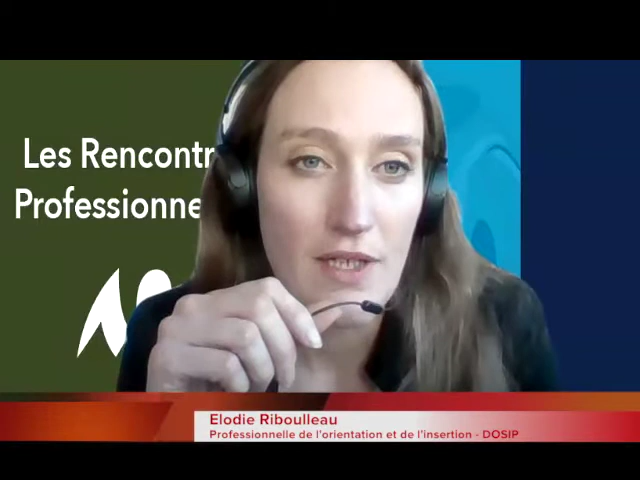 Les Rencontr
Professionne
Elodie Riboulleau
Professionnelle de l'orientation et de l'insertion - DOSIP